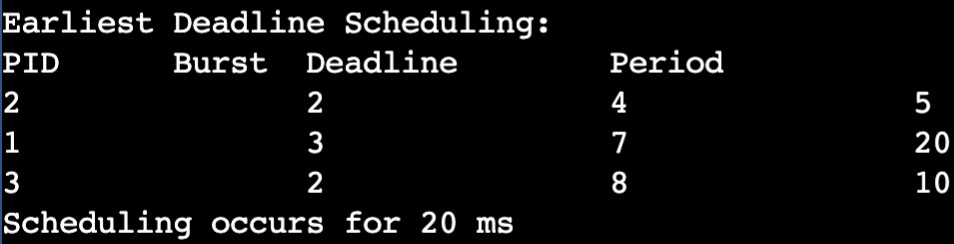 Earliest Deadline Scheduling:
PID Burst Deadline Period
2 2 4 5
1 3 7 20
3 2 8 10
Scheduling occurs for 20 ms